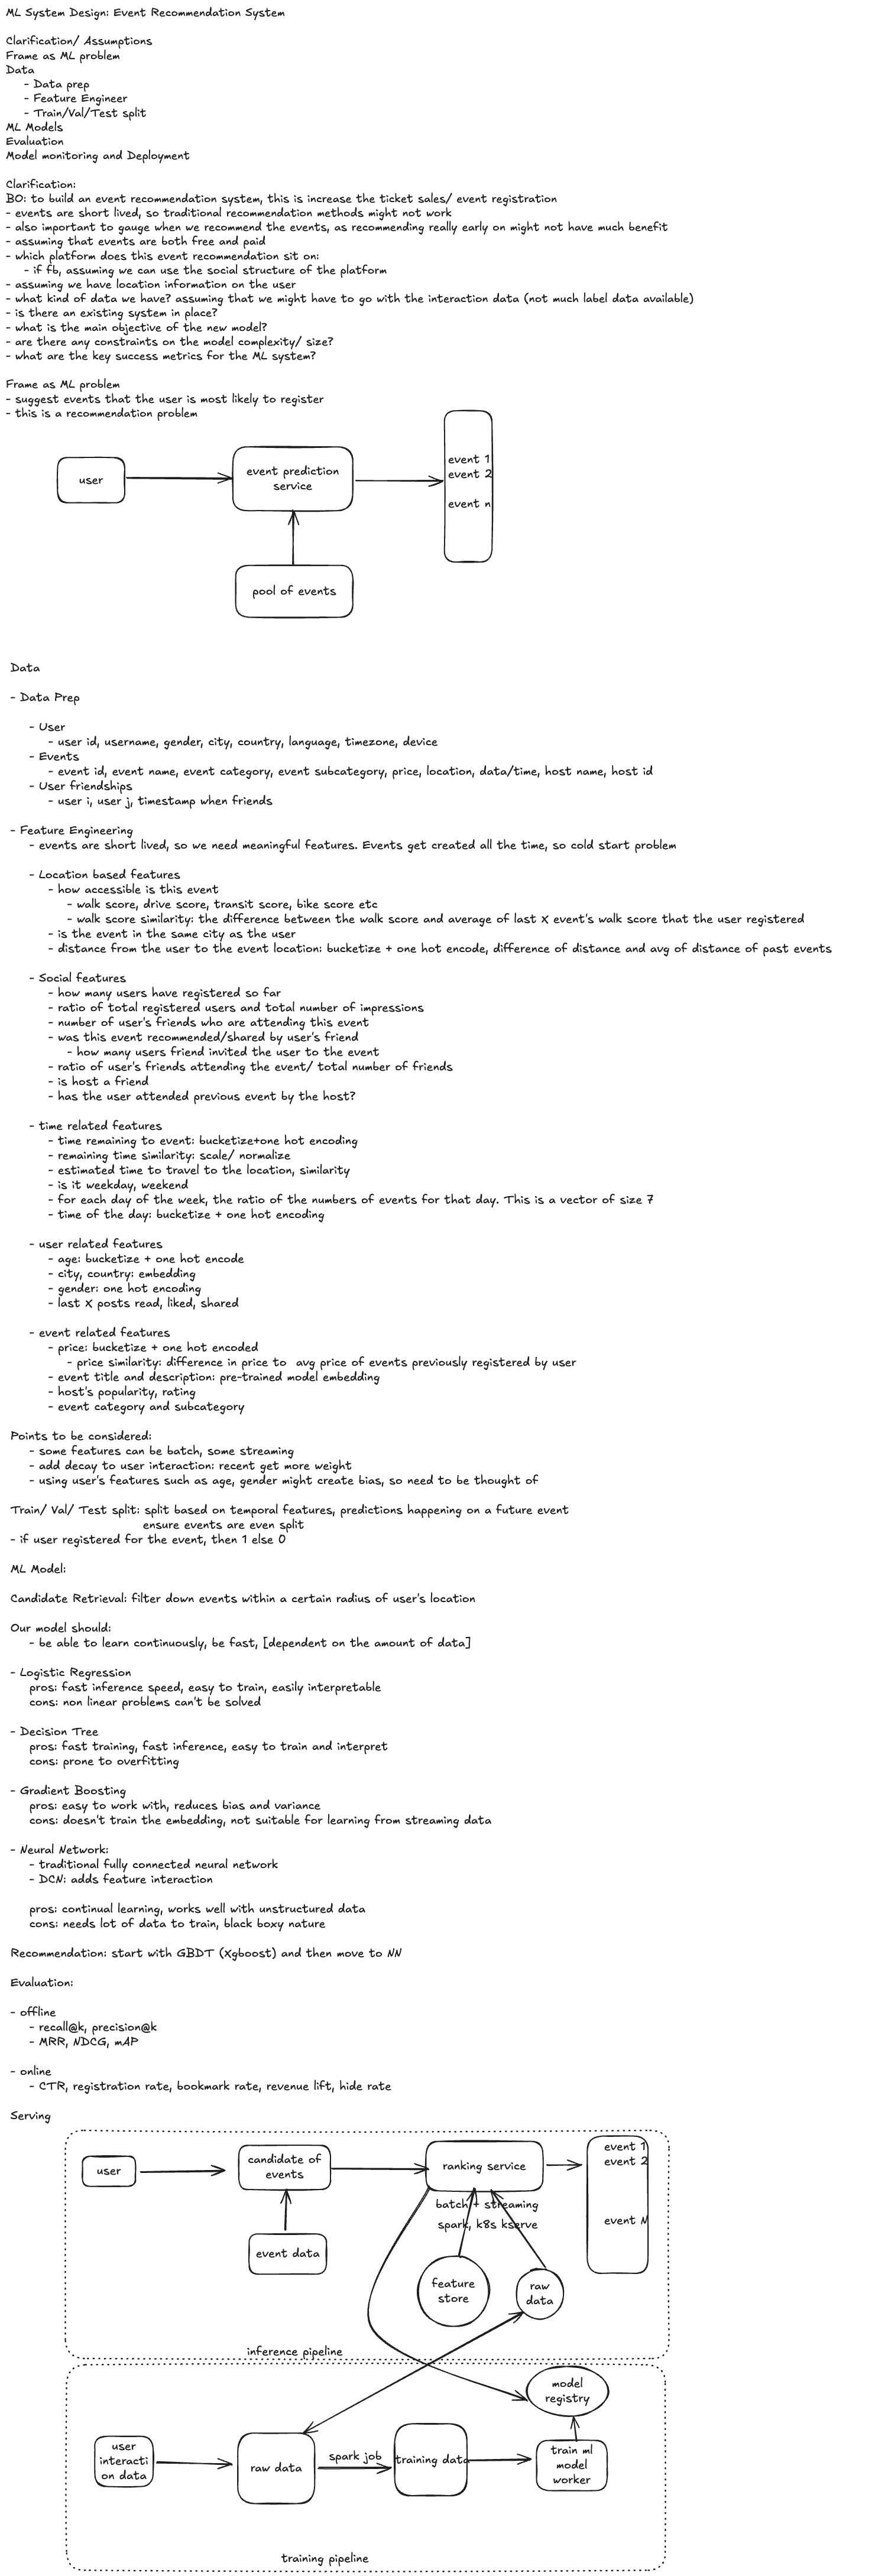 ML System Design: Event Recommendation System
Clarification/ Assumptions
Frame as ML problem
Data
- Data prep
- Feature Engineer
- Train/Val/Test split
ML Models
Evaluation
Model monitoring and Deployment
Clarification:
BO: to build an event recommendation system, this is increase the ticket sales/ event registration
- events are short lived, so traditional recommendation methods might not work
- also important to gauge when we recommend the events, as recommending really early on might not have much benefit
- assuming that events are both free and paid
- which platform does this event recommendation sit on:
- if fb, assuming we can use the social structure of the platform
- assuming we have location information on the user
- what kind of data we have? assuming that we might have to go with the interaction data (not much label data available)
- is there an existing system in place?
- what is the main objective of the new model?
- are there any constraints on the model complexity/ size?
- what are the key success metrics for the ML system?
Frame as ML problem
- suggest events that the user is most likely to register
- this is a recommendation problem
user
event prediction
service
event 1
event 2
event n
pool of events
Data
- Data Prep
- User
- user id, username, gender, city, country, language, timezone, device
- Events
- event id, event name, event category, event subcategory, price, location, data/time, host name, host id
- User friendships
- user i, user j, timestamp when friends
- Feature Engineering
- events are short lived, so we need meaningful features. Events get created all the time, so cold start problem
- Location based features
- how accessible is this event
- walk score, drive score, transit score, bike score etc
- walk score similarity: the difference between the walk score and average of last X event's walk score that the user registered
- is the event in the same city as the user
- distance from the user to the event location: bucketize + one hot encode, difference of distance and avg of distance of past events
- Social features
- how many users have registered so far
- ratio of total registered users and total number of impressions
- number of user's friends who are attending this event
- was this event recommended/shared by user's friend
- how many users friend invited the user to the event
- ratio of user's friends attending the event/ total number of friends
- is host a friend
- has the user attended previous event by the host?
- time related features
- time remaining to event: bucketize+one hot encoding
- remaining time similarity: scale/ normalize
- estimated time to travel to the location, similarity
- is it weekday, weekend
- for each day of the week, the ratio of the numbers of events for that day. This is a vector of size 7
- time of the day: bucketize + one hot encoding
- user related features
- age: bucketize + one hot encode
- city, country: embedding
- gender: one hot encoding
- last X posts read, liked, shared
- event related features
- price: bucketize + one hot encoded
- price similarity: difference in price to avg price of events previously registered by user
- event title and description: pre-trained model embedding
- host's popularity, rating
- event category and subcategory
Points to be considered:
- some features can be batch, some streaming
- add decay to user interaction: recent get more weight
- using user's features such as age, gender might create bias, so need to be thought of
Train/ Val/ Test split: split based on temporal features, predictions happening on a future event
ensure events are even split
- if user registered for the event, then 1 else 0
ML Model:
Candidate Retrieval: filter down events within a certain radius of user's location
Our model should:
- be able to learn continuously, be fast, [dependent on the amount of data]
- Logistic Regression
pros: fast inference speed, easy to train, easily interpretable
cons: non linear problems can't be solved
- Decision Tree
pros: fast training, fast inference, easy to train and interpret
cons: prone to overfitting
- Gradient Boosting
pros: easy to work with, reduces bias and variance
cons: doesn't train the embedding, not suitable for learning from streaming data
- Neural Network:
- traditional fully connected neural network
- DCN: adds feature interaction
pros: continual learning, works well with unstructured data
cons: needs lot of data to train, black boxy nature
Recommendation: start with GBDT (Xgboost) and then move to NN
Evaluation:
- offline
- recall@k, precision@k
- MRR, NDCG, mAP
- online
- CTR, registration rate, bookmark rate, revenue lift, hide rate
Serving
user
candidate of
events
ranking service
event 1
event 2
event N
batch + streaming
spark, k8s kserve
event data
feature
store
raw
data
inference pipeline
model
registry
user
interacti
on data
raw data
spark job
training data
train ml
model
worker
training pipeline